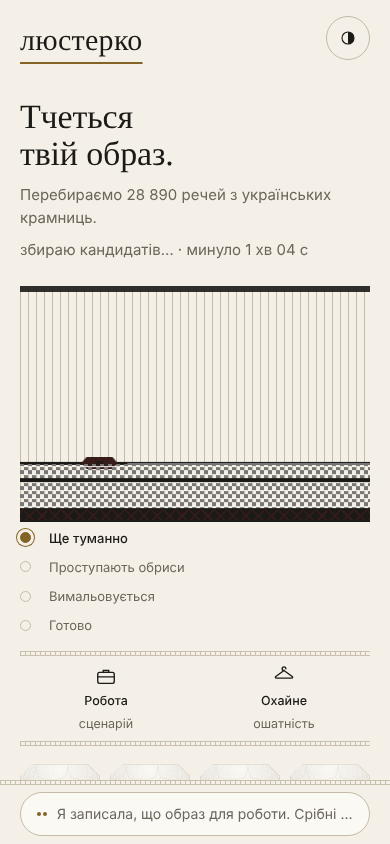 люстерко
Тчеться
твій образ.
Перебираємо 28 890 речей з українських
крамниць.
збираю кандидатів... · минуло 1 хв 04 с
Ще туманно
Проступають обриси
Вимальовується
Готово
Робота
сценарій
Охайне
ошатність
Я записала, що образ для роботи. Срібні ...